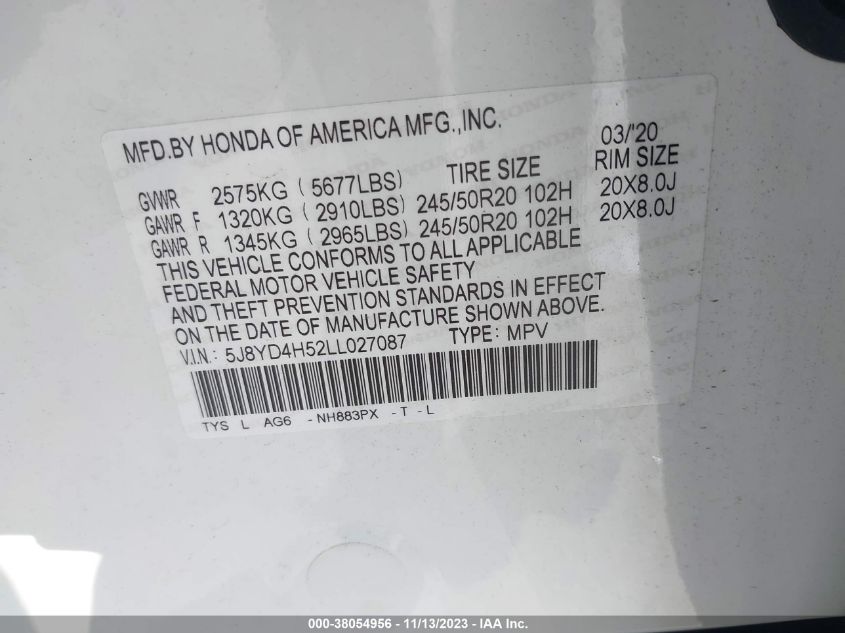 MFD.BY HONDA OF AMERICA MFG.,INC. 03/'20
TIRE SIZE RIM SIZE
GVWR 2575KG (5677LBS)
GAWR F 1320KG (2910LBS) 245/50R20 102H 20X8.0J
GAWR R 1345KG (2965LBS) 245/50R20 102H 20X8.0J
THIS VEHICLE CONFORMS TO ALL APPLICABLE
FEDERAL MOTOR VEHICLE SAFETY
AND THEFT PREVENTION STANDARDS IN EFFECT
ON THE DATE OF MANUFACTURE SHOWN ABOVE.
V.I.N.: 5J8YD4H52LL027087 TYPE: MPV
TYS L AG6 -NH883PX -T -L
000-38054956 - 11/13/2023 - IAA Inc.